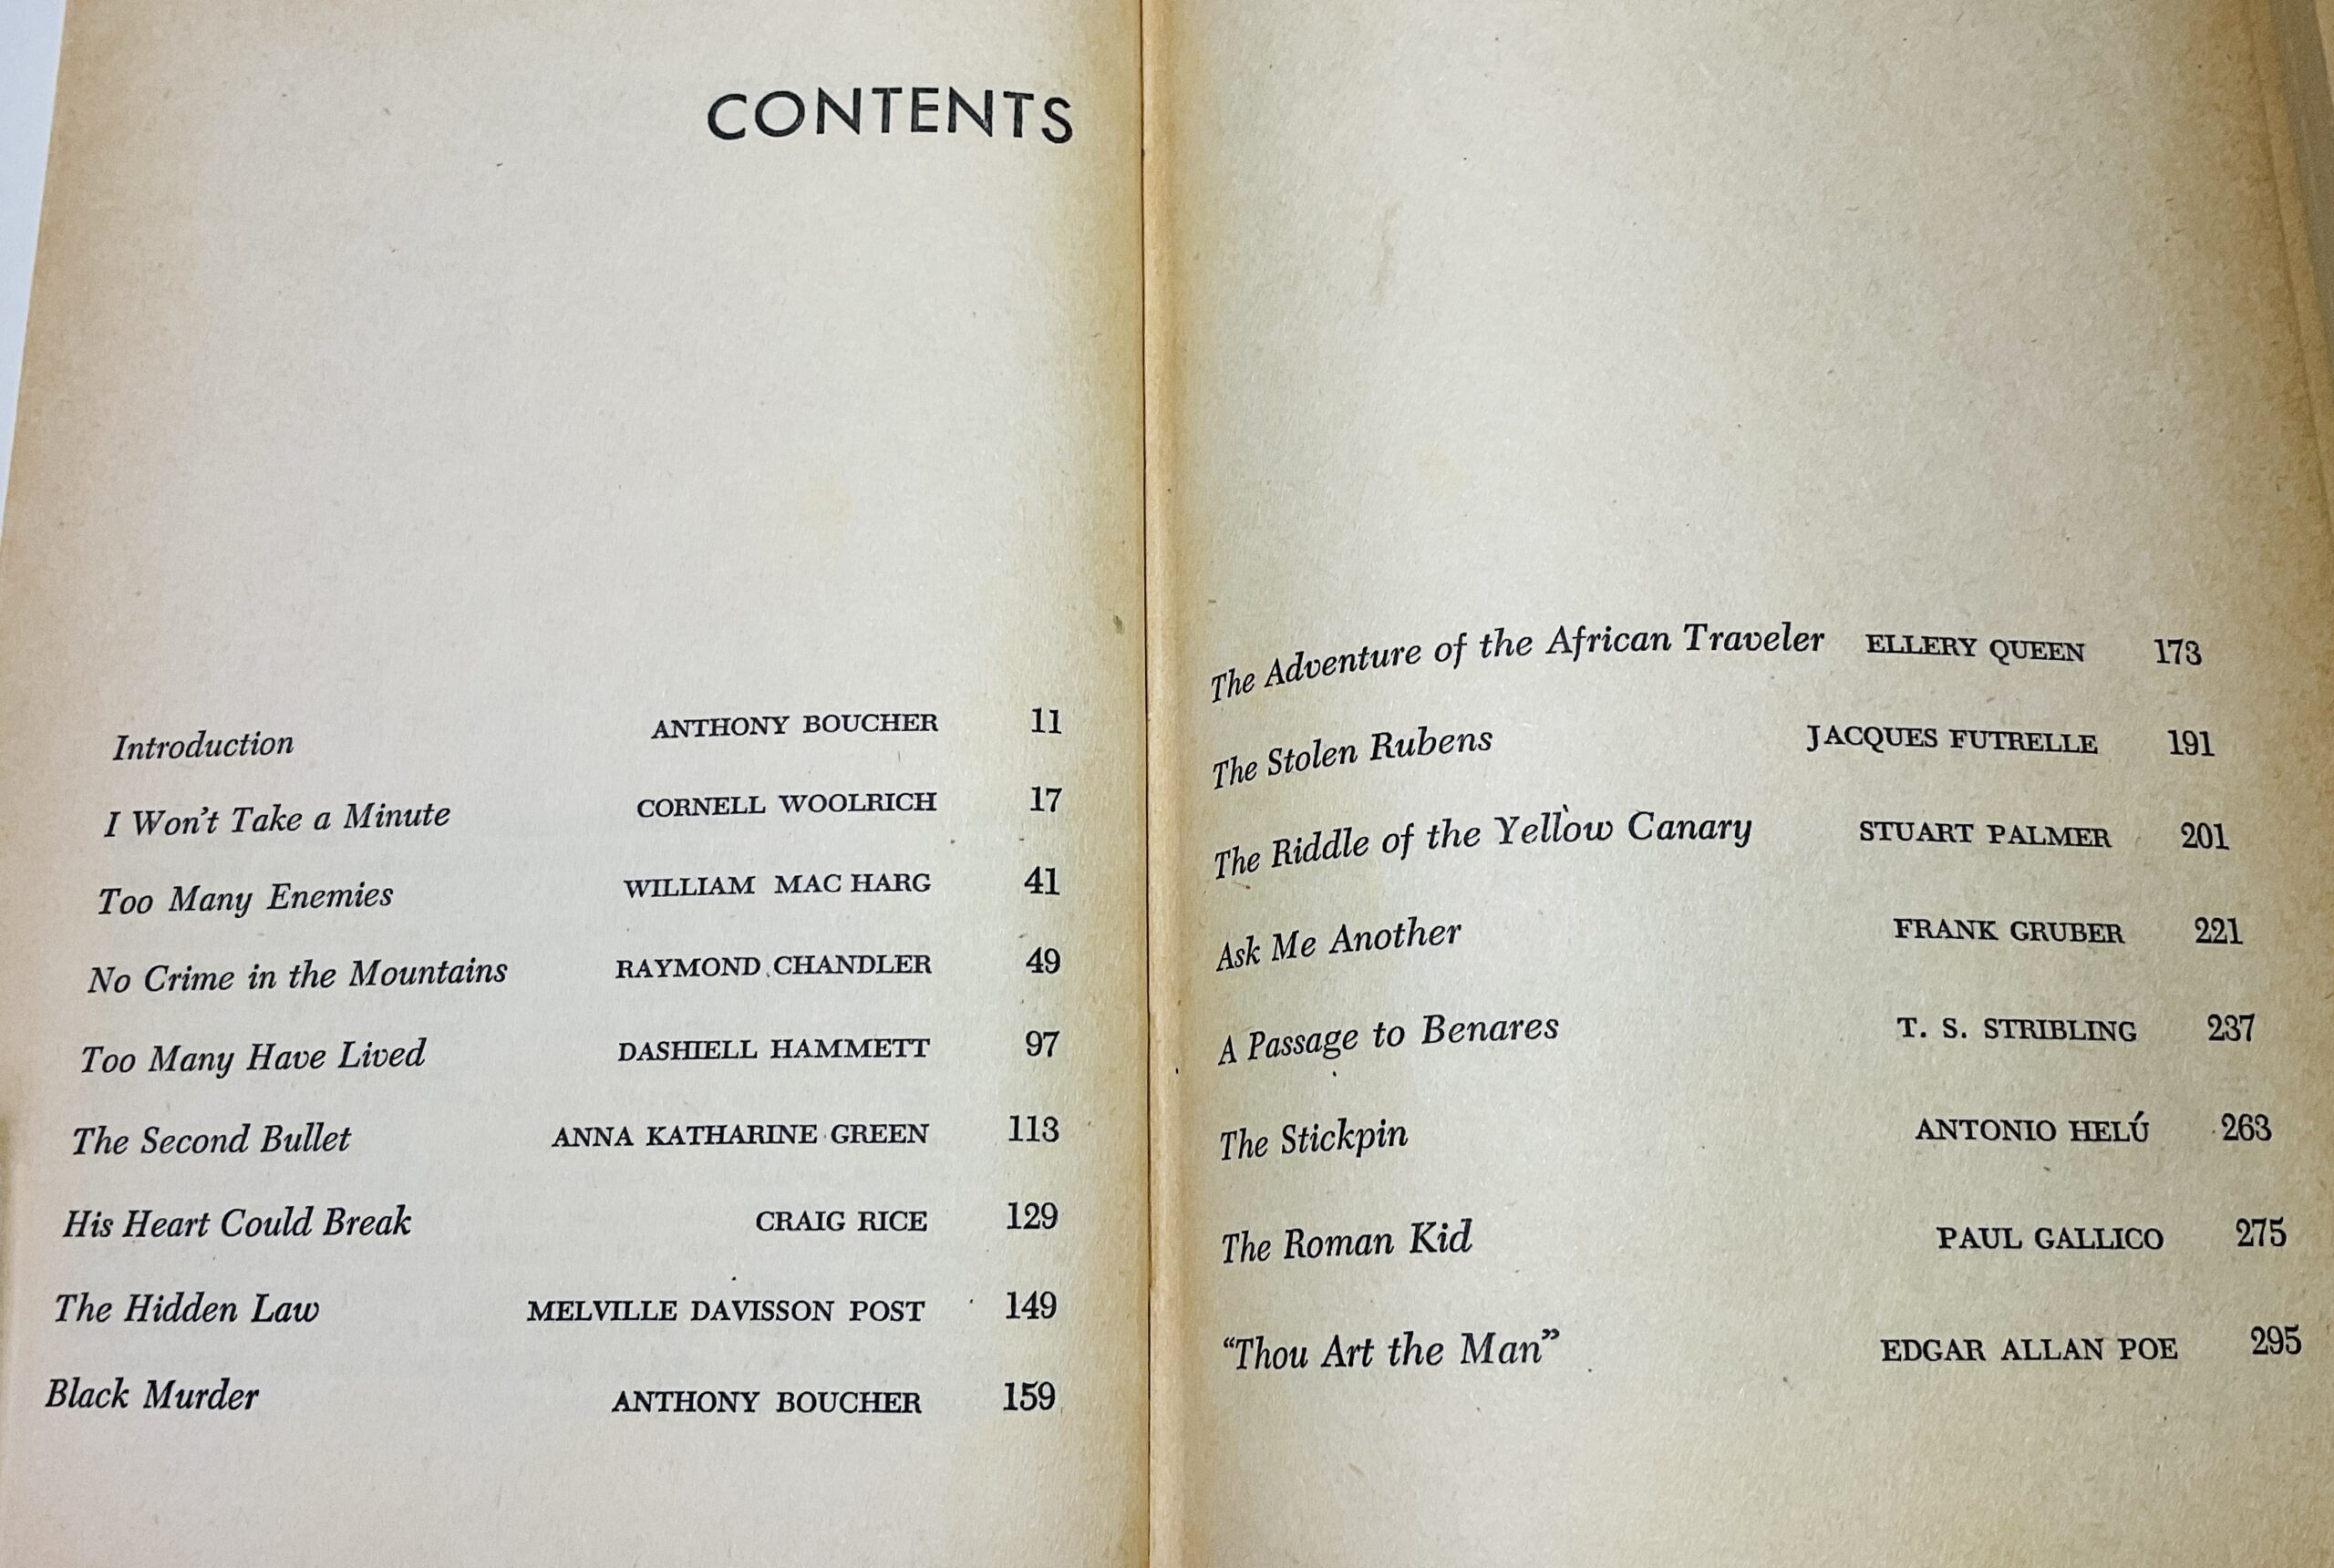 CONTENTS
Introduction ANTHONY BOUCHER 11
I Won't Take a Minute CORNELL WOOLRICH 17
Too Many Enemies WILLIAM MAC HARG 41
No Crime in the Mountains RAYMOND CHANDLER 49
Too Many Have Lived DASHIELL HAMMETT 97
The Second Bullet ANNA KATHARINE GREEN 113
His Heart Could Break CRAIG RICE 129
The Hidden Law MELVILLE DAVISSON POST 149
Black Murder ANTHONY BOUCHER 159
The Adventure of the African Traveler ELLERY QUEEN 173
The Stolen Rubens JACQUES FUTRELLE 191
The Riddle of the Yellow Canary STUART PALMER 201
Ask Me Another FRANK GRUBER 221
A Passage to Benares T. S. STRIBLING 237
The Stickpin ANTONIO HELÚ 263
The Roman Kid PAUL GALLICO 275
“Thou Art the Man” EDGAR ALLAN POE 295